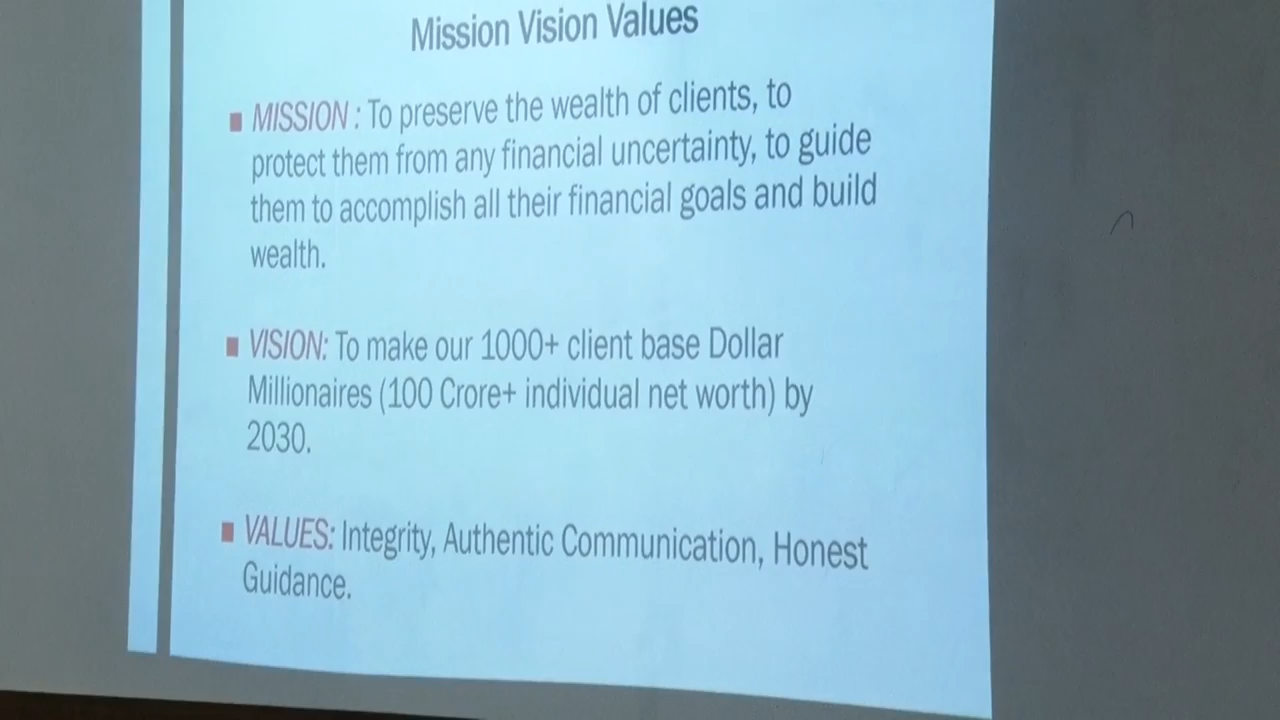 Mission Vision Values
MISSION : To preserve the wealth of clients, to
protect them from any financial uncertainty, to guide
them to accomplish all their financial goals and build
wealth.
VISION: To make our 1000+ client base Dollar
Millionaires (100 Crore+ individual net worth) by
2030.
VALUES: Integrity, Authentic Communication, Honest
Guidance.